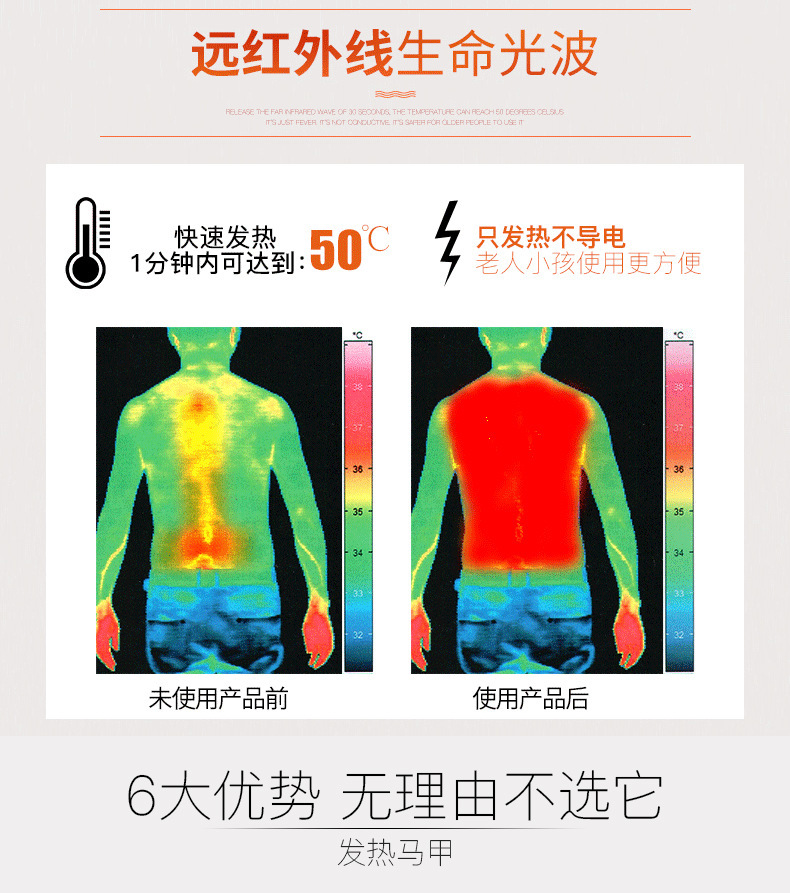 远红外线生命光波
RELEASE THE FAR INFRARED WAVE OF 30 SECONDS, THE TEMPERATURE CAN REACH 50 DEGREES CELSIUS
IT'S JUST FEVER, IT'S NOT CONDUCTIVE, IT'S SAFER FOR OLDER PEOPLE TO USE IT
快速发热
1分钟内可达到:50℃
只发热不导电
老人小孩使用更方便
°C
38
37
36
35
34
33
32
°C
38
37
36
35
34
33
32
未使用产品前
使用产品后
6大优势 无理由不选它
发热马甲